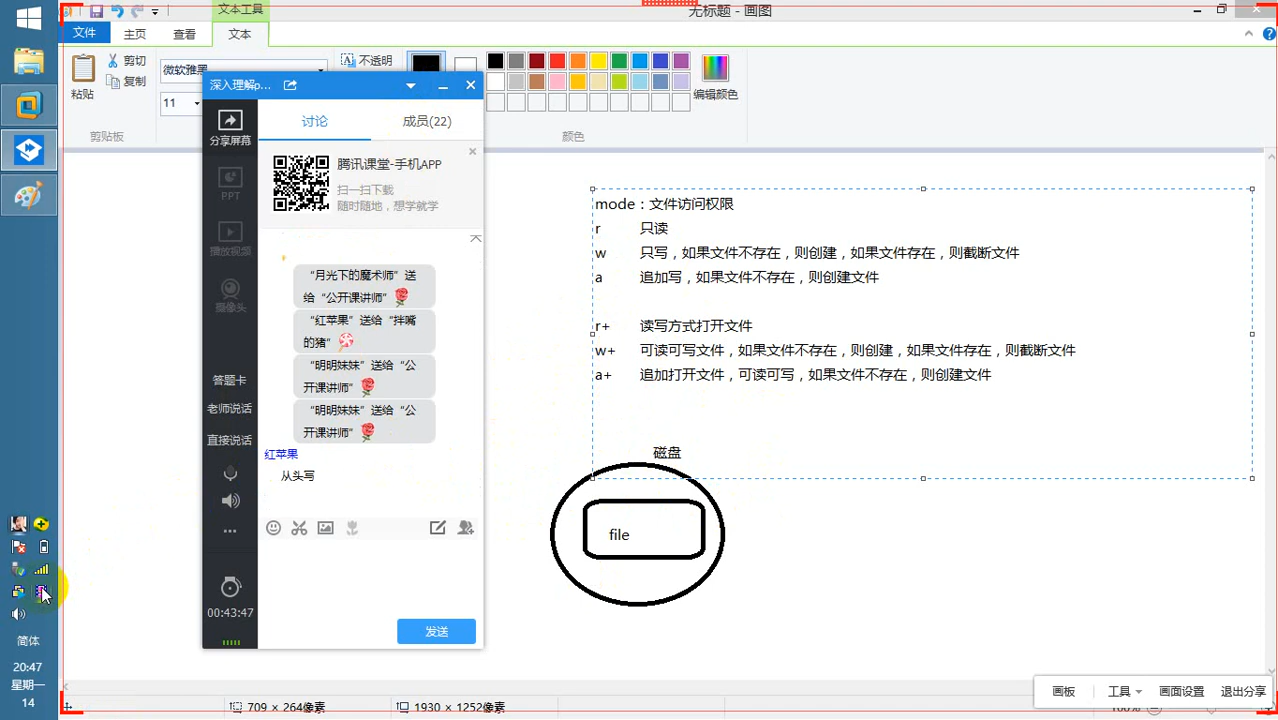 文本工具
无标题 - 画图
文件
主页
查看
文本
剪切
复制
粘贴
剪贴板
微软雅黑
11
不透明
颜色
编辑颜色
深入理解p...
讨论
成员(22)
分享屏幕
PPT
播放视频
摄像头
答题卡
老师说话
直接说话
00:43:47
腾讯课堂-手机APP
扫一扫下载
随时随地，想学就学
“月光下的魔术师”送
给“公开课讲师”
“红苹果”送给“拌嘴
的猪”
“明明妹妹”送给“公
开课讲师”
“明明妹妹”送给“公
开课讲师”
红苹果
从头写
发送
mode：文件访问权限
r 只读
w 只写，如果文件不存在，则创建，如果文件存在，则截断文件
a 追加写，如果文件不存在，则创建文件
r+ 读写方式打开文件
w+ 可读可写文件，如果文件不存在，则创建，如果文件存在，则截断文件
a+ 追加打开文件，可读可写，如果文件不存在，则创建文件
磁盘
file
简体
20:47
星期一
14
709 × 264像素
1930 × 1252像素
100%
画板
工具
画面设置
退出分享